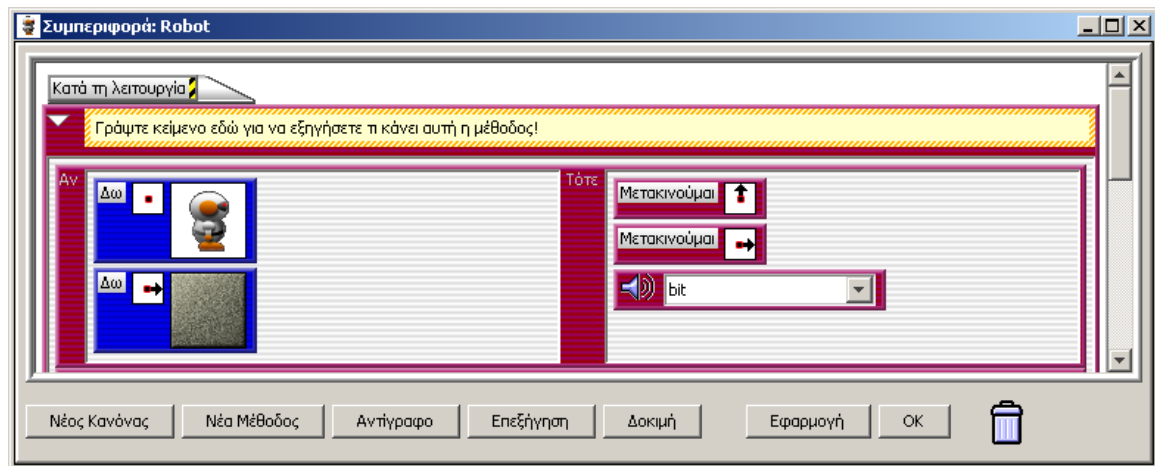 Συμπεριφορά: Robot
Κατά τη λειτουργία
Γράψτε κείμενο εδώ για να εξηγήσετε τι κάνει αυτή η μέθοδος!
Αν
Δω
Δω
Τότε
Μετακινούμαι
Μετακινούμαι
bit
Νέος Κανόνας Νέα Μέθοδος Αντίγραφο Επεξήγηση Δοκιμή Εφαρμογή OK